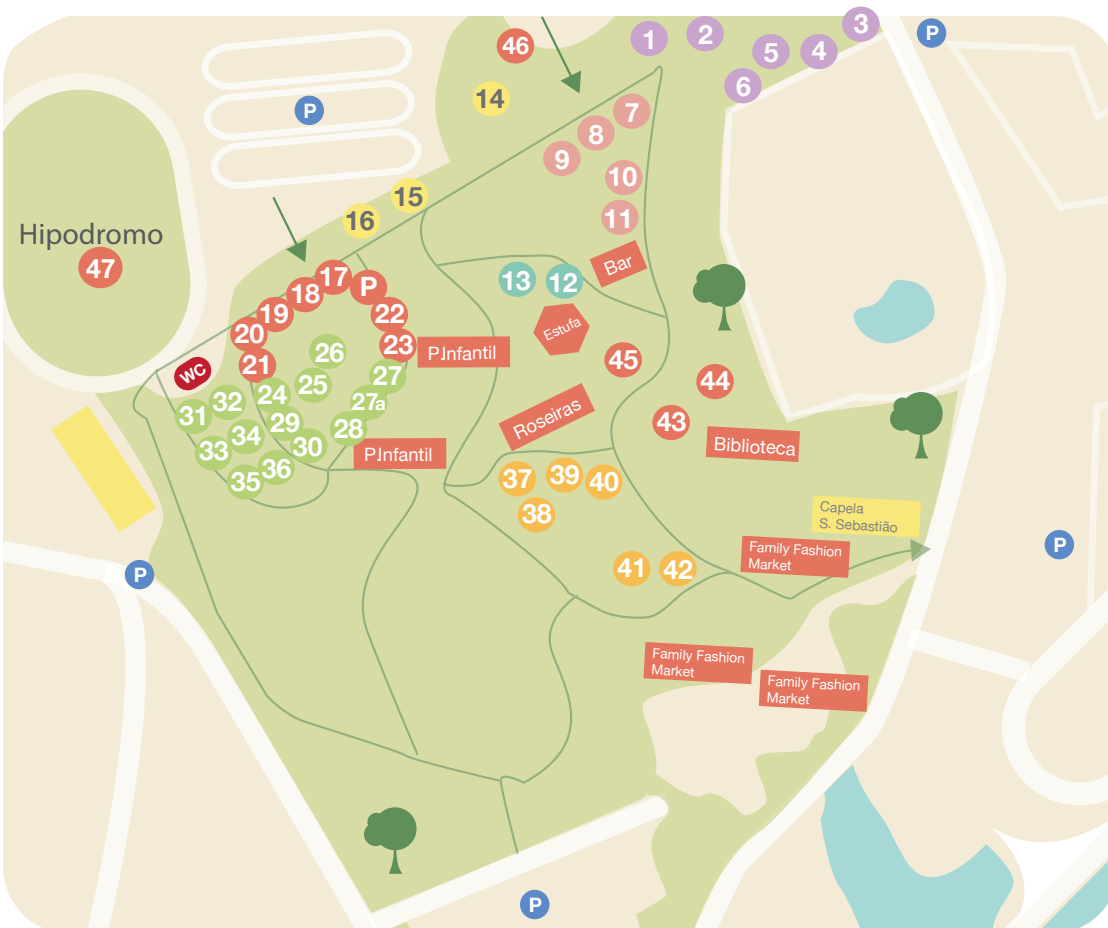 3
46
1
2
P
5
4
6
14
P
7
8
9
10
15
16
11
Hipodromo
47
Bar
17
P
13
12
18
19
22
20
Estufa
23
P.Infantil
26
45
21
WC
27
44
25
24
32
27a
31
29
28
Roseiras
43
34
30
33
P.Infantil
Biblioteca
36
35
37
39
40
38
Capela
S. Sebastião
Family Fashion
Market
P
41
42
P
Family Fashion
Market
Family Fashion
Market
P